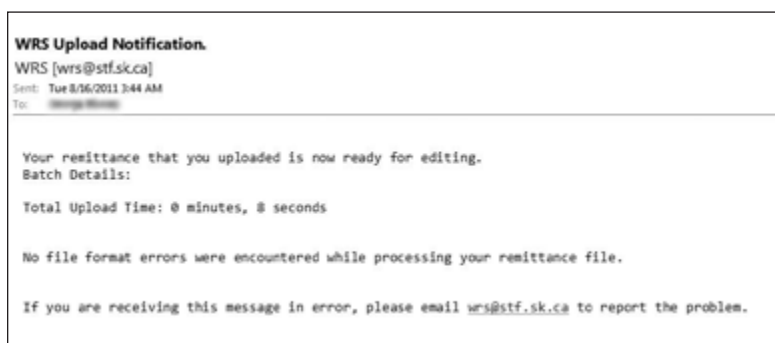 WRS Upload Notification.
WRS [wrs@stf.sk.ca]
Sent: Tue 8/16/2011 3:44 AM
To:
Your remittance that you uploaded is now ready for editing.
Batch Details:
Total Upload Time: 0 minutes, 8 seconds
No file format errors were encountered while processing your remittance file.
If you are receiving this message in error, please email wrs@stf.sk.ca to report the problem.